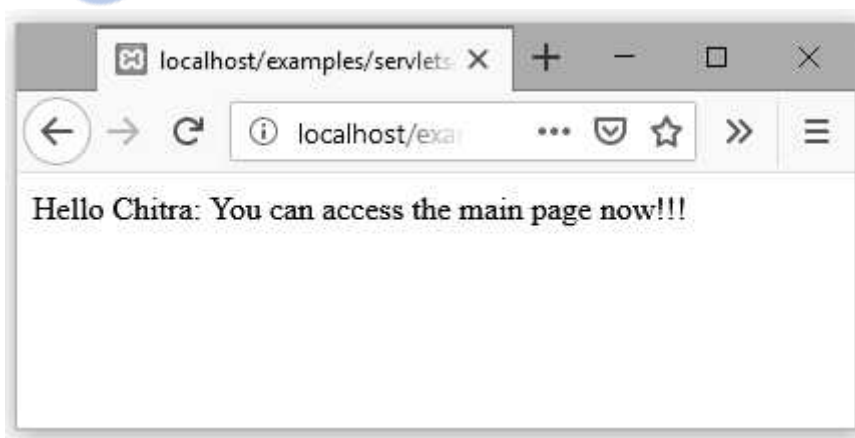 localhost/examples/servlets
localhost/exa
Hello Chitra: You can access the main page now!!!